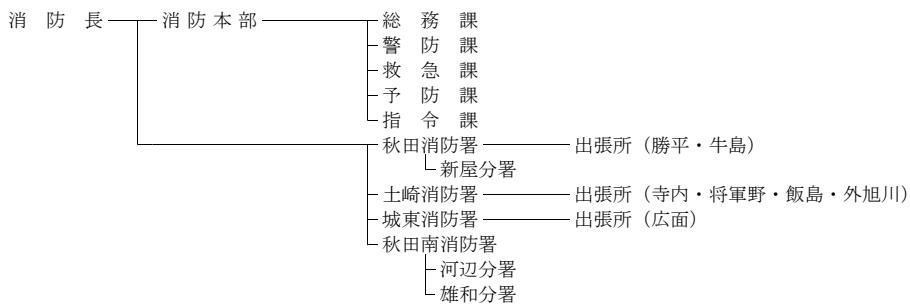 消防長 消防本部 総務課
警防課
救急課
予防課
指令課
秋田消防署 出張所（勝平・牛島）
新屋分署
土崎消防署 出張所（寺内・将軍野・飯島・外旭川）
城東消防署 出張所（広面）
秋田南消防署
河辺分署
雄和分署